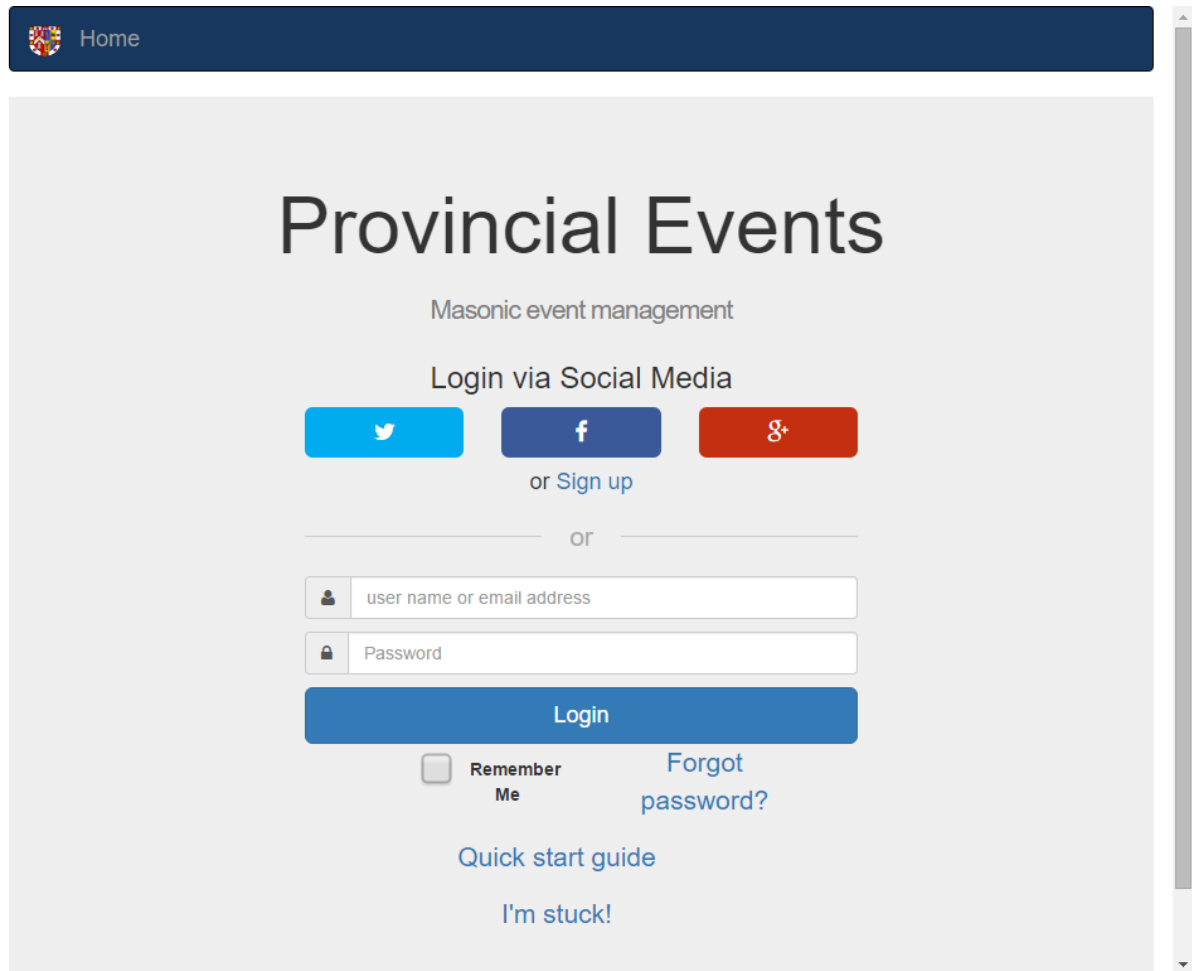 Home
Provincial Events
Masonic event management
Login via Social Media
or Sign up
or
user name or email address
Password
Login
Remember
Me
Forgot
password?
Quick start guide
I'm stuck!